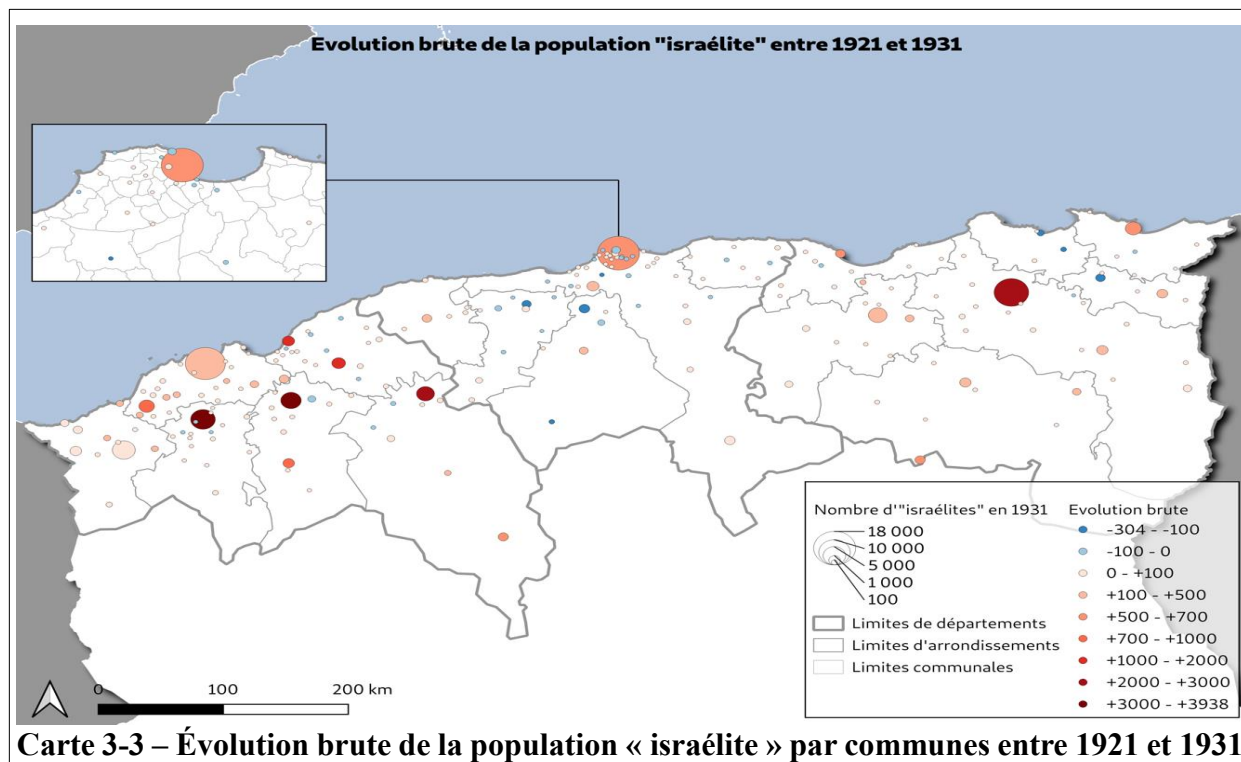 Evolution brute de la population "israélite" entre 1921 et 1931
Nombre d'"israélites" en 1931
18 000
10 000
5 000
1 000
100
Limites de départements
Limites d'arrondissements
Limites communales
Evolution brute
-304 - -100
-100 - 0
0 - +100
+100 - +500
+500 - +700
+700 - +1000
+1000 - +2000
+2000 - +3000
+3000 - +3938
0 100 200 km
Carte 3-3 – Évolution brute de la population « israélite » par communes entre 1921 et 1931